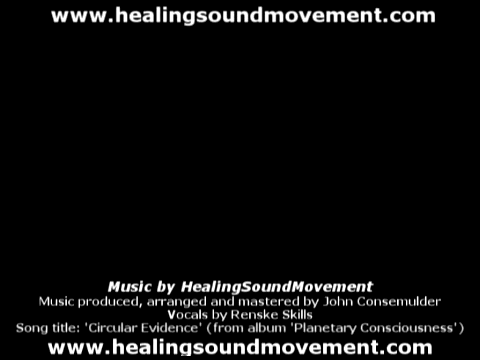 www.healingsoundmovement.com
Music by HealingSoundMovement
Music produced, arranged and mastered by John Consemulder
Vocals by Renske Skills
Song title: 'Circular Evidence' (from album 'Planetary Consciousness')
www.healingsoundmovement.com